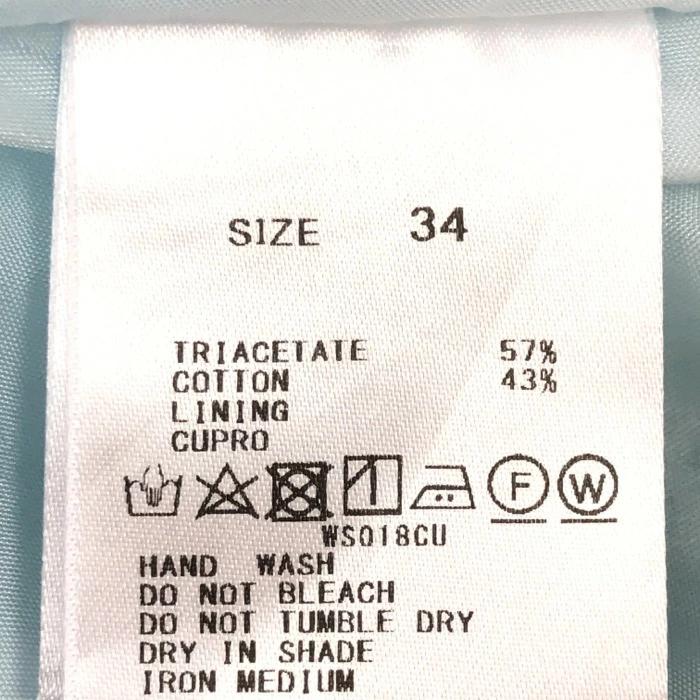 SIZE 34
TRIACETATE 57%
COTTON 43%
LINING
CUPRO
F W
WS018CU
HAND WASH
DO NOT BLEACH
DO NOT TUMBLE DRY
DRY IN SHADE
IRON MEDIUM